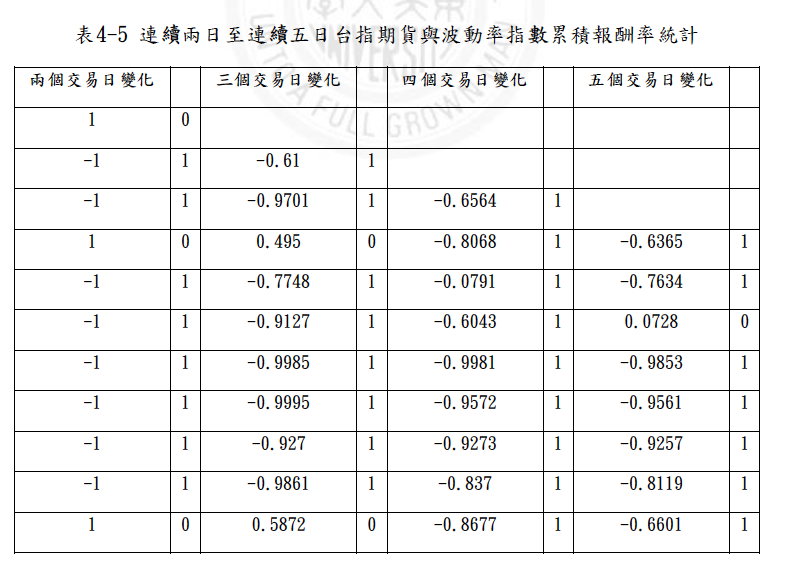 表4-5 連續兩日至連續五日台指期貨與波動率指數累積報酬率統計
兩個交易日變化 三個交易日變化 四個交易日變化 五個交易日變化
1 0
-1 1 -0.61 1
-1 1 -0.9701 1 -0.6564 1
1 0 0.495 0 -0.8068 1 -0.6365 1
-1 1 -0.7748 1 -0.0791 1 -0.7634 1
-1 1 -0.9127 1 -0.6043 1 0.0728 0
-1 1 -0.9985 1 -0.9981 1 -0.9853 1
-1 1 -0.9995 1 -0.9572 1 -0.9561 1
-1 1 -0.927 1 -0.9273 1 -0.9257 1
-1 1 -0.9861 1 -0.837 1 -0.8119 1
1 0 0.5872 0 -0.8677 1 -0.6601 1